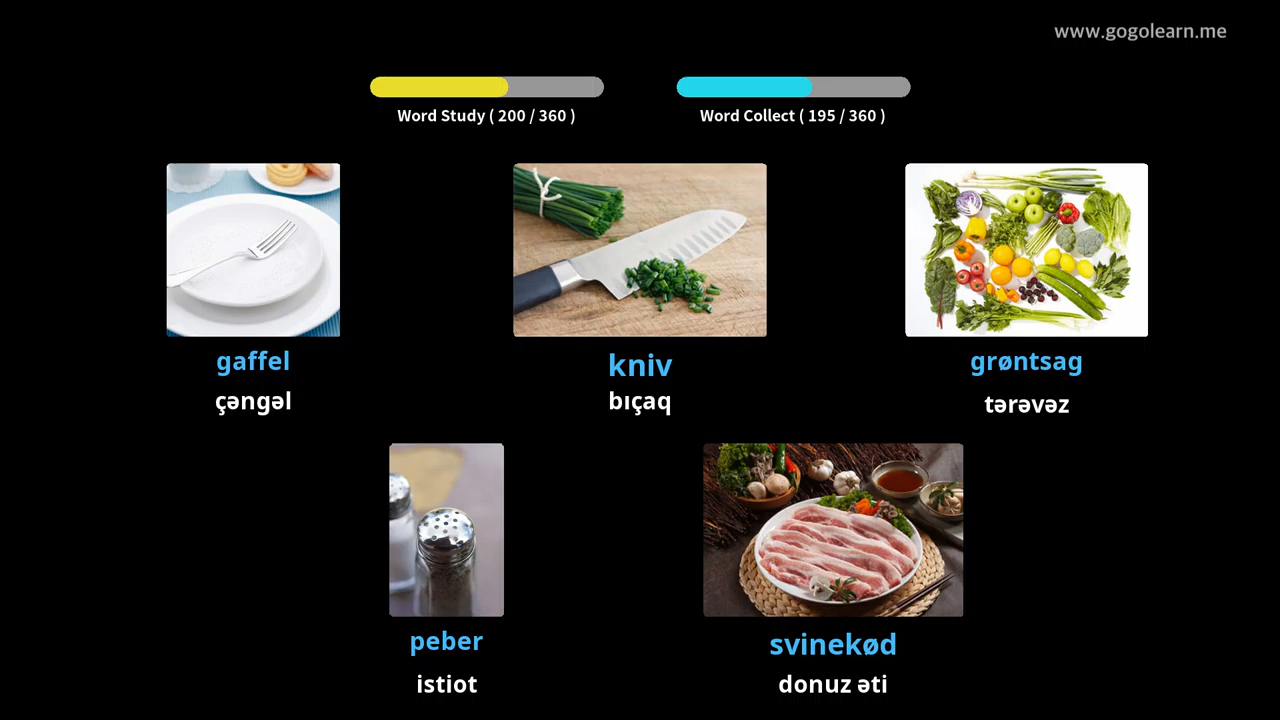 www.gogolearn.me
Word Study ( 200 / 360 )
Word Collect ( 195 / 360 )
gaffel
çəngəl
kniv
bıçaq
grøntsag
tərəvəz
peber
istiot
svinekød
donuz əti